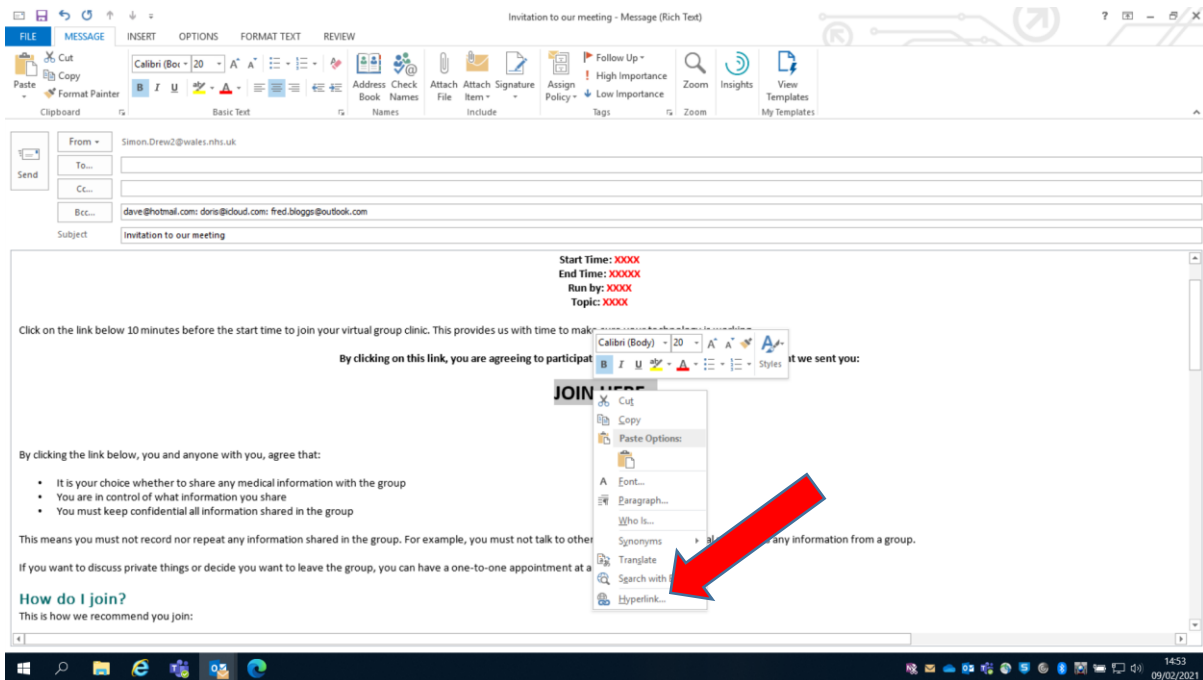 Invitation to our meeting - Message (Rich Text)
FILE MESSAGE INSERT OPTIONS FORMAT TEXT REVIEW
Paste
Cut
Copy
Format Painter
Clipboard
Calibri (Boc 20
B I U
Basic Text
Address Book
Check Names
Names
Attach File
Attach Item
Signature
Include
Assign Policy
Follow Up
High Importance
Low Importance
Tags
Zoom
Zoom
Insights
View Templates
My Templates
Send
From Simon.Drew2@wales.nhs.uk
To...
Cc...
Bcc... dave@hotmail.com: doris@icloud.com: fred.bloggs@outlook.com
Subject Invitation to our meeting
Start Time: XXXX
End Time: XXXXX
Run by: XXXX
Topic: XXXX
Click on the link below 10 minutes before the start time to join your virtual group clinic. This provides us with time to make sure your technology is working
By clicking on this link, you are agreeing to participat
t we sent you:
Calibri (Body) 20
B I U
Styles
JOIN HERE
Cut
Copy
Paste Options:
Font...
Paragraph...
Who Is...
Synonyms
Translate
Search with
Hyperlink...
By clicking the link below, you and anyone with you, agree that:
• It is your choice whether to share any medical information with the group
• You are in control of what information you share
• You must keep confidential all information shared in the group
This means you must not record nor repeat any information shared in the group. For example, you must not talk to other
any information from a group.
If you want to discuss private things or decide you want to leave the group, you can have a one-to-one appointment at a
How do I join?
This is how we recommend you join:
14:53
09/02/2021